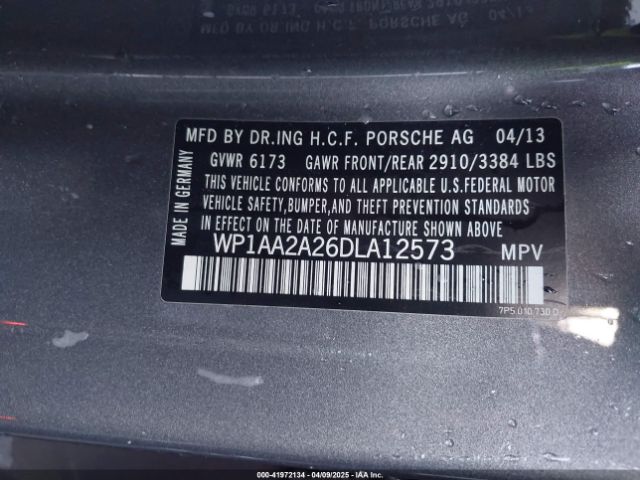 MFD BY DR.ING H.C.F. PORSCHE AG 04/13
GVWR 6173 GAWR FRONT/REAR 2910/3384 LBS
THIS VEHICLE CONFORMS TO ALL APPLICABLE U.S.FEDERAL MOTOR
VEHICLE SAFETY,BUMPER,AND THEFT PREVENTION STANDARDS
IN EFFECT ON THE DATE OF MANUFACTURE SHOWN ABOVE
WP1AA2A26DLA12573 MPV
MADE IN GERMANY
7P5 010 730 D
000-41972134 - 04/09/2025 - IAAI.COM